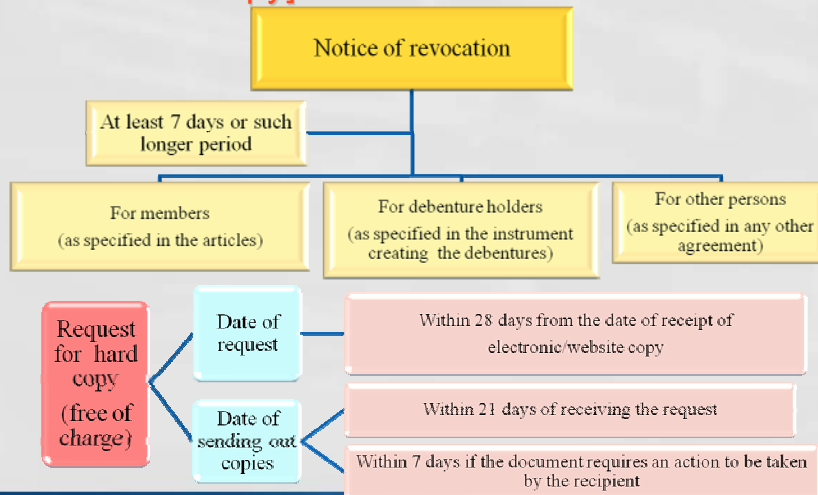 Notice of revocation
At least 7 days or such
longer period
For members
(as specified in the articles)
For debenture holders
(as specified in the instrument
creating the debentures)
For other persons
(as specified in any other
agreement)
Request
for hard
copy
(free of
charge)
Date of
request
Within 28 days from the date of receipt of
electronic/website copy
Date of
sending out
copies
Within 21 days of receiving the request
Within 7 days if the document requires an action to be taken
by the recipient